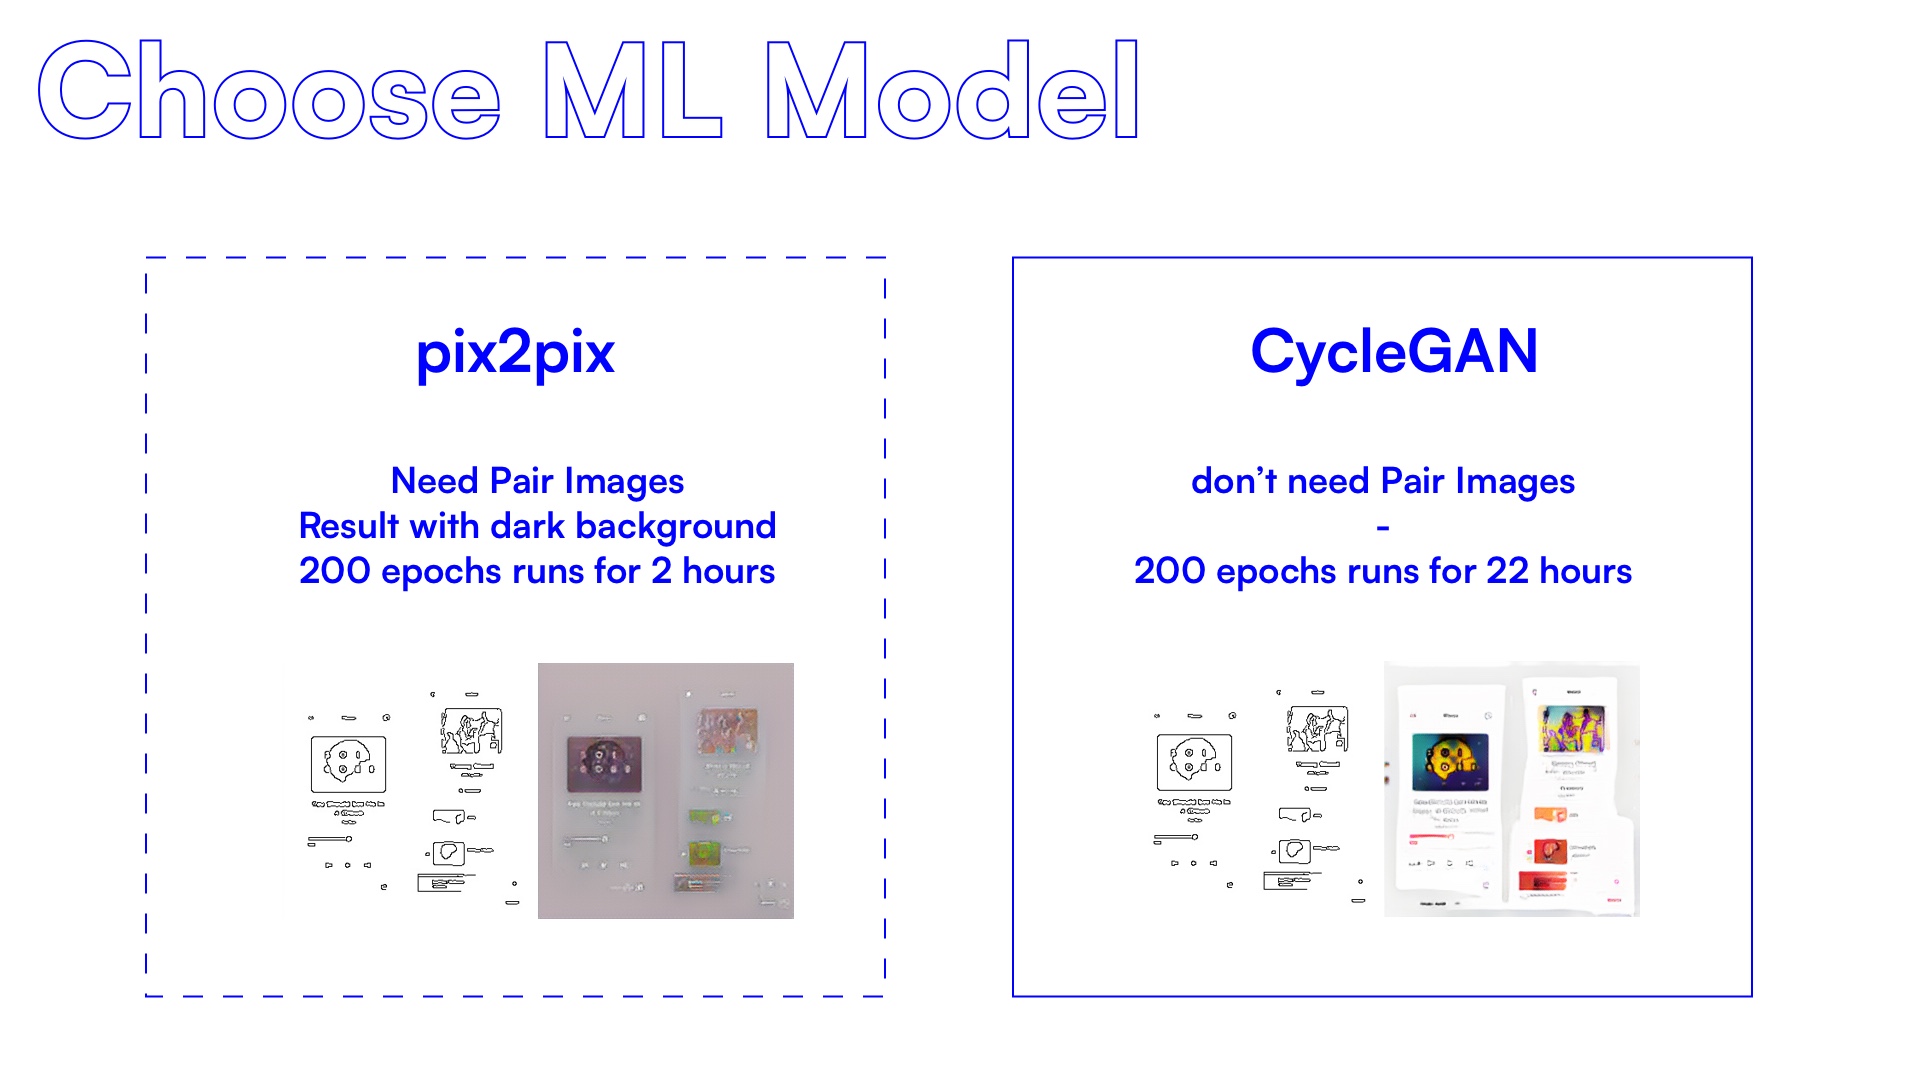 Choose ML Model
pix2pix
Need Pair Images
Result with dark background
200 epochs runs for 2 hours
CycleGAN
don’t need Pair Images
-
200 epochs runs for 22 hours